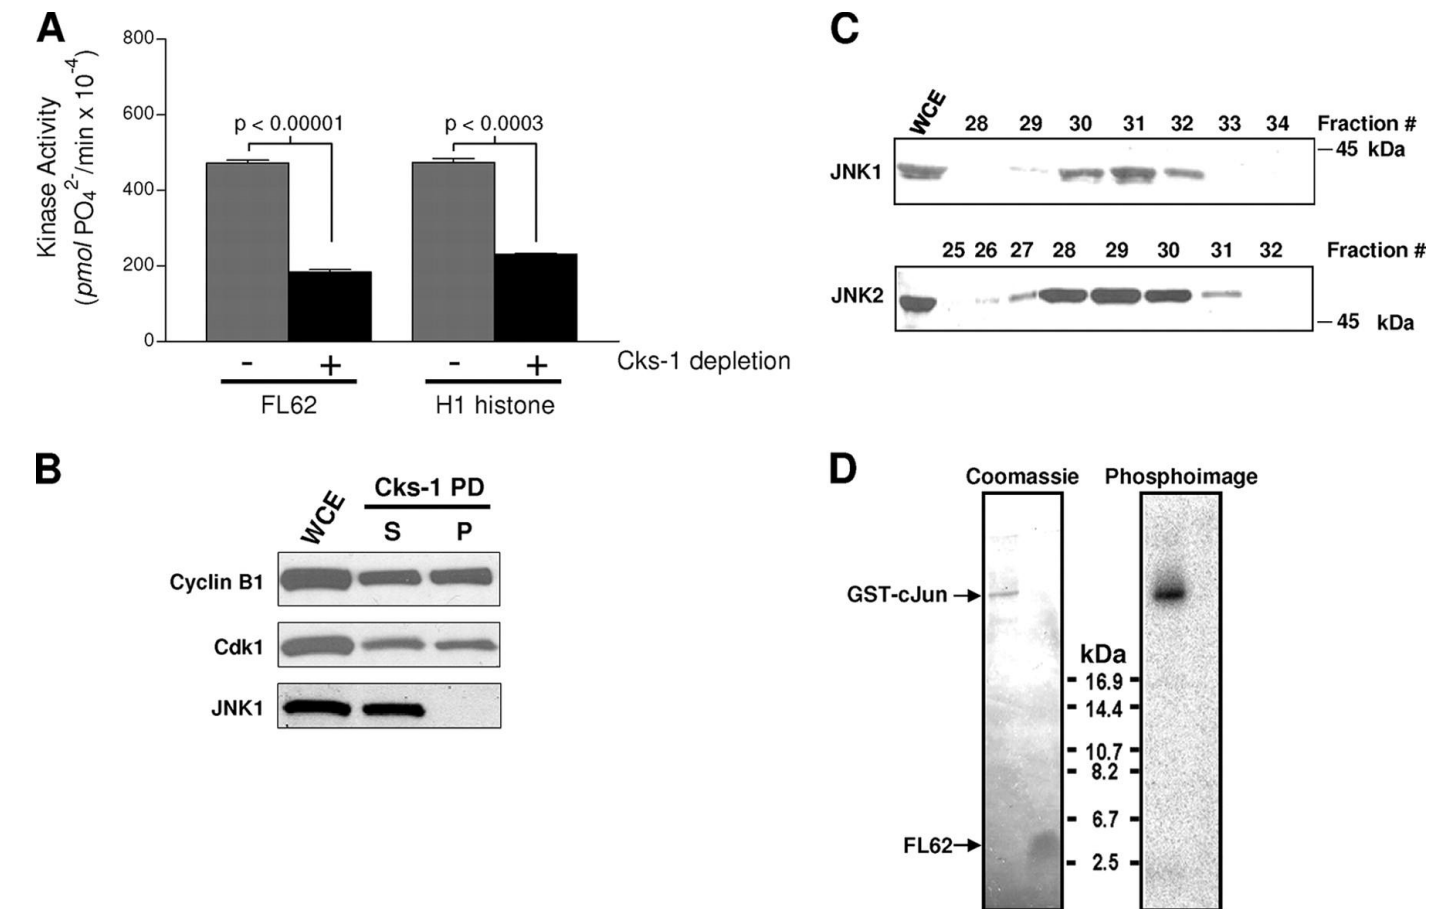 A
800
600
400
200
0
Kinase Activity
(pmol PO₄²⁻/min x 10⁻⁴)
p < 0.00001
p < 0.0003
- + - + Cks-1 depletion
FL62
H1 histone
B
WCE
Cks-1 PD
S P
Cyclin B1
Cdk1
JNK1
C
WCE 28 29 30 31 32 33 34 Fraction #
45 kDa
JNK1
25 26 27 28 29 30 31 32 Fraction #
JNK2
45 kDa
D
Coomassie Phosphoimage
GST-cJun
kDa
16.9
14.4
10.7
8.2
6.7
FL62
2.5